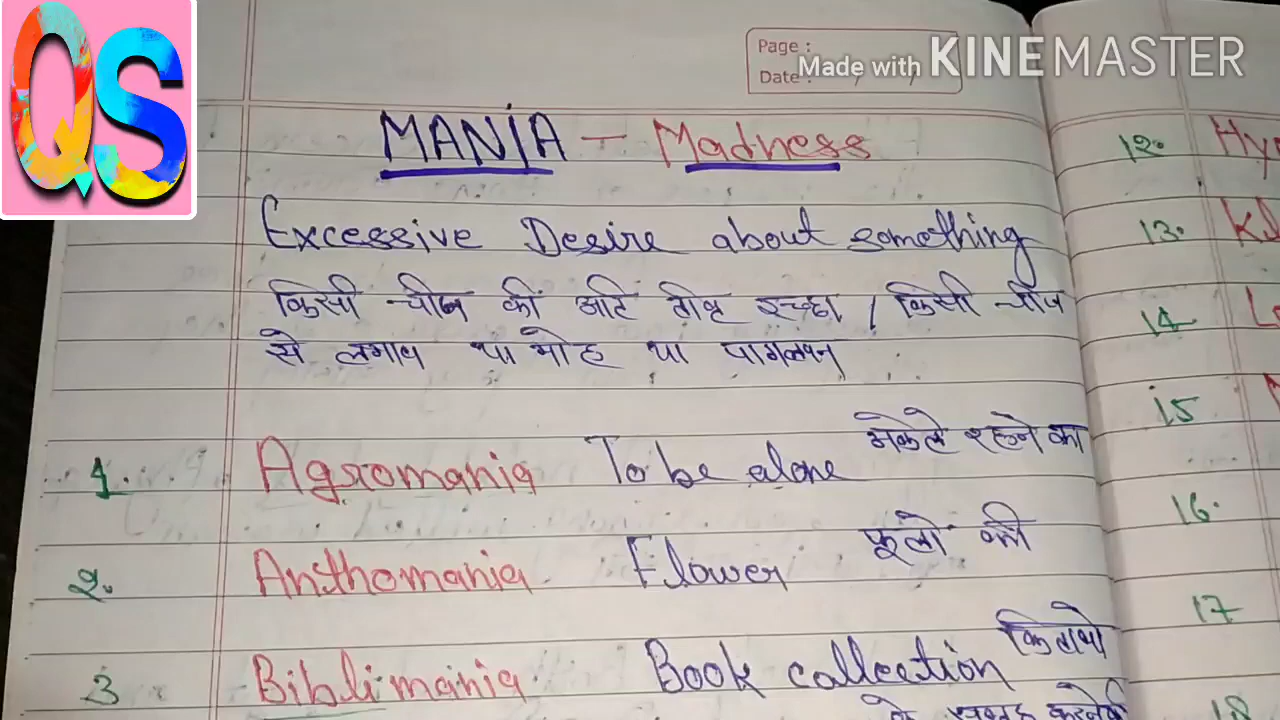 QS
Page :
Date :
Made with KINEMASTER
MANIA - Madness
Excessive Desire about something
किसी चीज की अति तीव्र इच्छा / किसी चीज
से लगाव या मोह या पागलपन
1. Agromania To be alone अकेले रहने का
2. Anthomania Flower फूलो की
3 Biblimania Book collection किताबो
12.
13.
14
15
16.
17
18